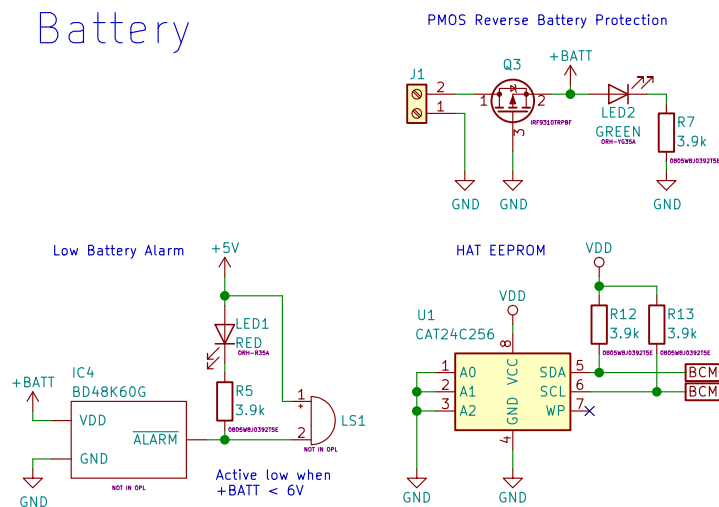 Battery
PMOS Reverse Battery Protection
J1
2
1
Q3
1
2
3
IRF9310TRPBF
+BATT
LED2
GREEN
ORH-YG35A
R7
3.9k
0805W8J0392T5E
GND
GND
GND
Low Battery Alarm
+5V
LED1
RED
ORH-R35A
R5
3.9k
0805W8J0392T5E
+BATT
IC4
BD48K60G
VDD
ALARM
GND
NOT IN OPL
GND
1
+
2
LS1
NOT IN OPL
Active low when
+BATT < 6V
HAT EEPROM
VDD
VDD
U1
CAT24C256
R12
3.9k
0805W8J0392T5E
R13
3.9k
0805W8J0392T5E
8
VCC
1 A0
2 A1
3 A2
SDA 5
SCL 6
WP 7
GND
4
BCM
BCM
GND
GND